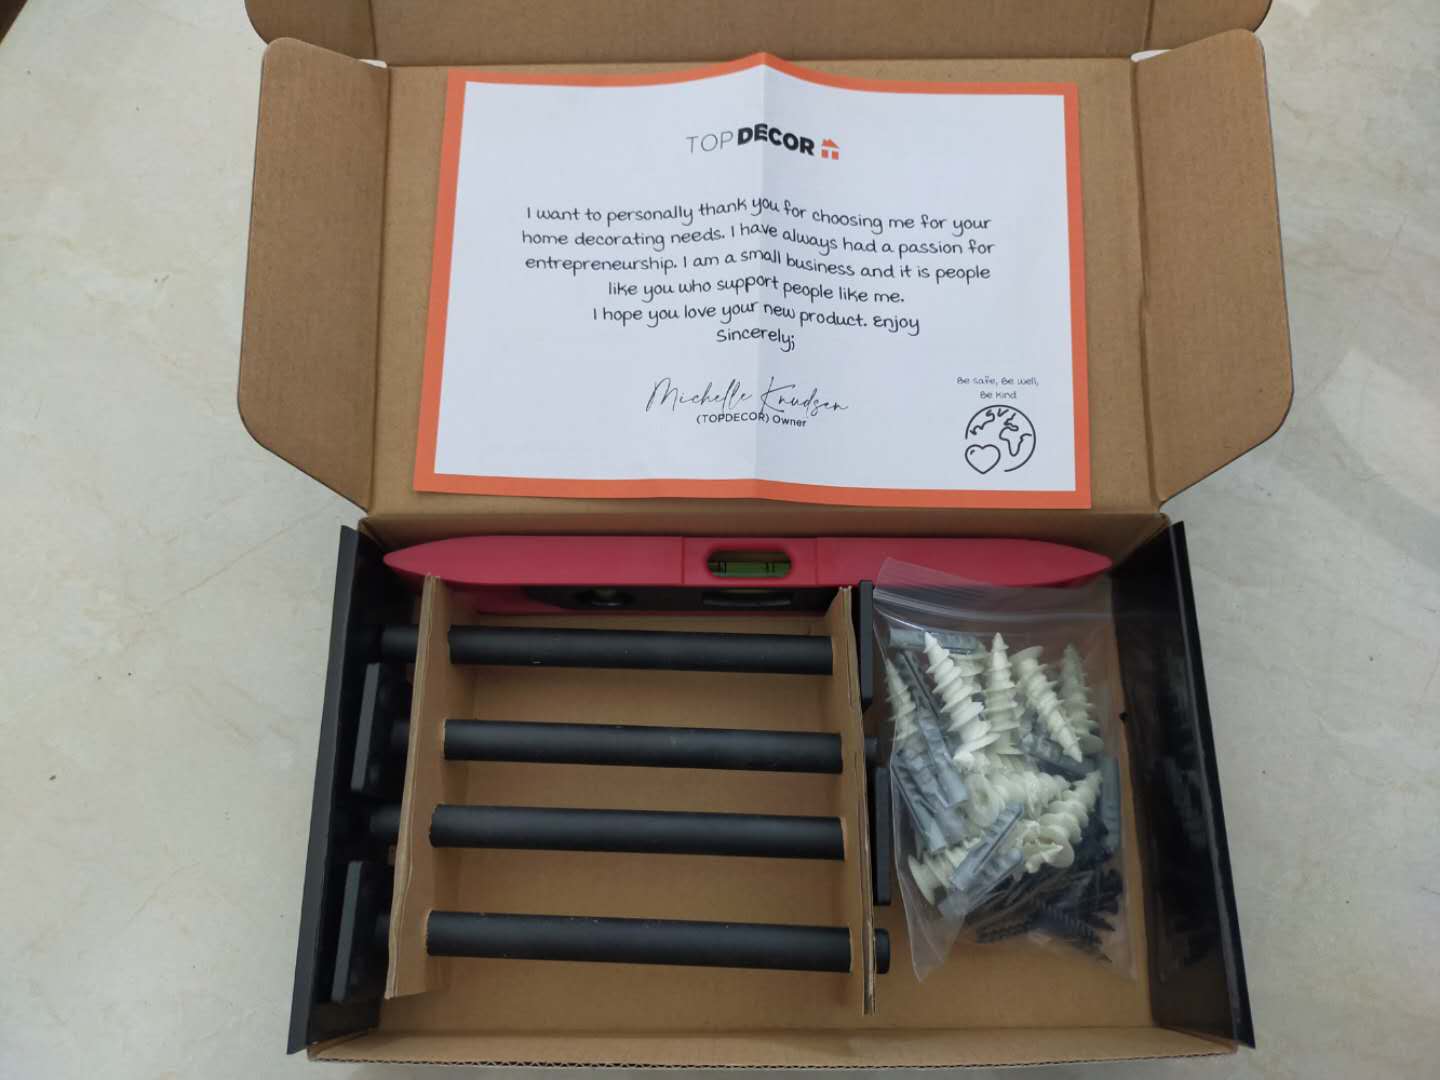 TOPDECOR
I want to personally thank you for choosing me for your
home decorating needs. I have always had a passion for
entrepreneurship. I am a small business and it is people
like you who support people like me.
I hope you love your new product. Enjoy
Sincerely;
Michelle Knudsen
(TOPDECOR) Owner
Be safe, Be well,
Be Kind